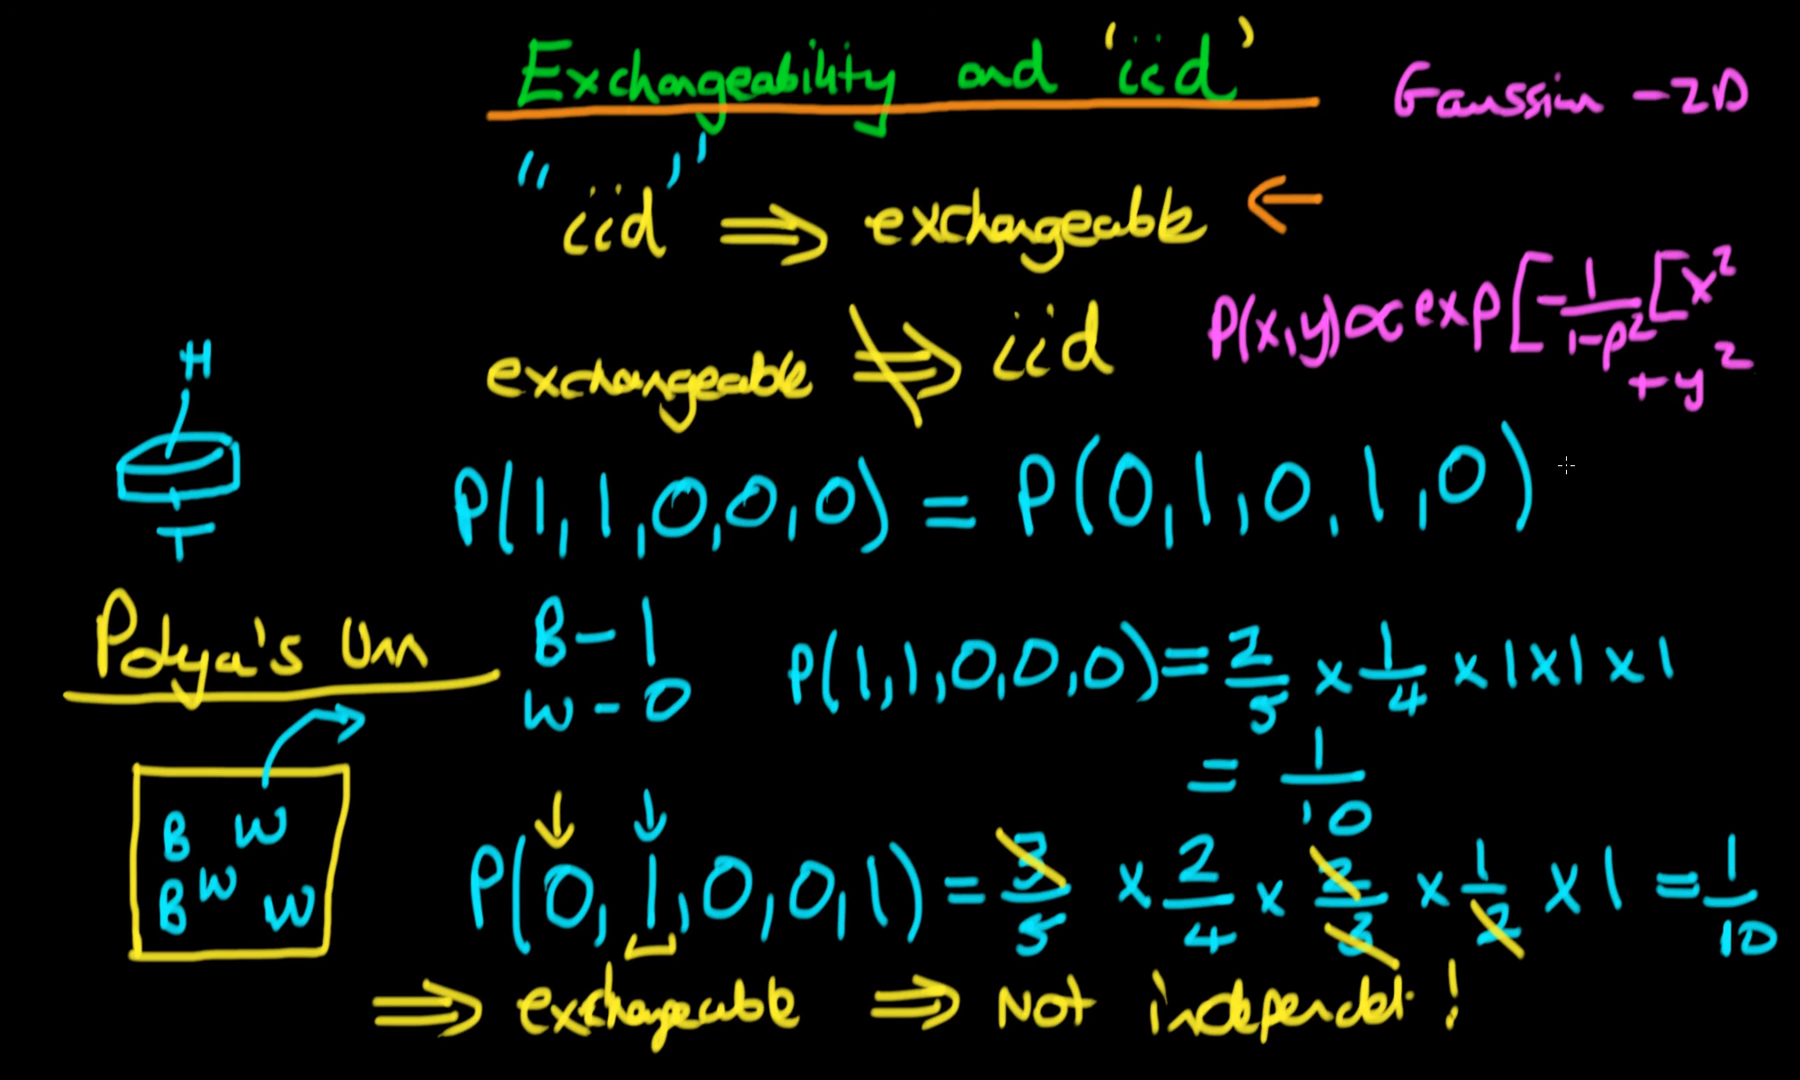 Exchangeability and 'iid'
Gaussian - 2D
"iid" ⇒ exchangeable ←
P(x,y) ∝ exp[-1/(1-ρ²)[x²
+y²
exchangeable ⇏ iid
H
T
P(1,1,0,0,0) = P(0,1,0,1,0)
Polya's Urn
B - 1
W - 0
P(1,1,0,0,0) = 2/5 × 1/4 × 1 × 1 × 1
= 1/10
B W
B W W
P(0,1,0,0,1) = 3/5 × 2/4 × 2/3 × 1/2 × 1 = 1/10
⇒ exchangeable ⇒ Not independet!